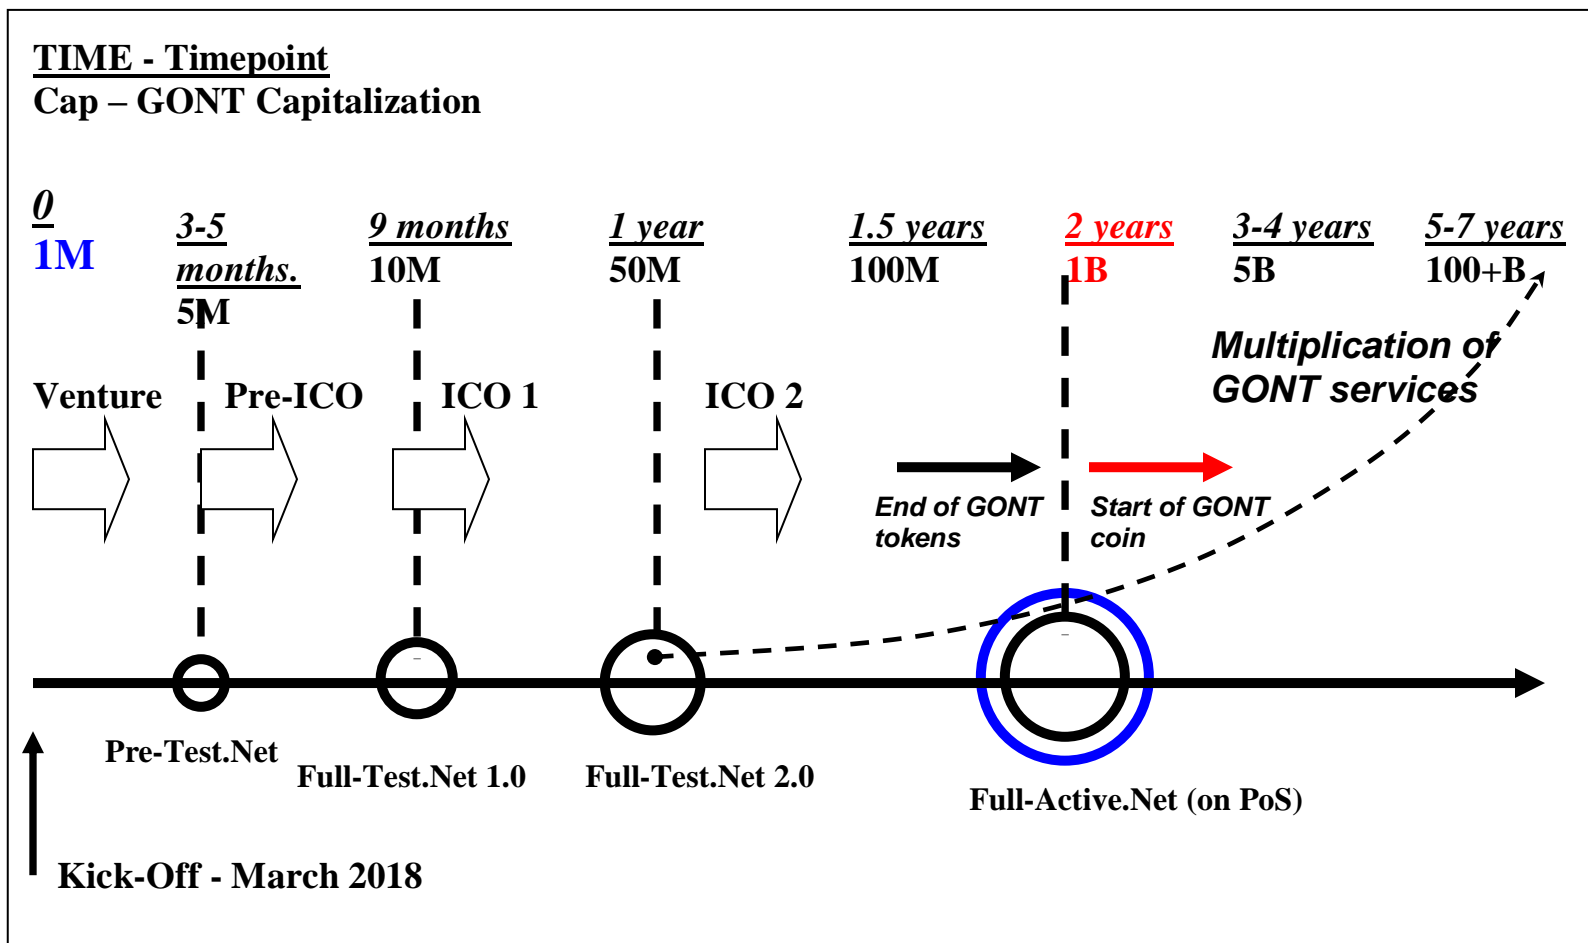 TIME - Timepoint
Cap – GONT Capitalization
0
1M
3-5
months.
5M
9 months
10M
1 year
50M
1.5 years
100M
2 years
1B
3-4 years
5B
5-7 years
100+B
Multiplication of
GONT services
Venture
Pre-ICO
ICO 1
ICO 2
End of GONT
tokens
Start of GONT
coin
Pre-Test.Net
Full-Test.Net 1.0
Full-Test.Net 2.0
Full-Active.Net (on PoS)
Kick-Off - March 2018